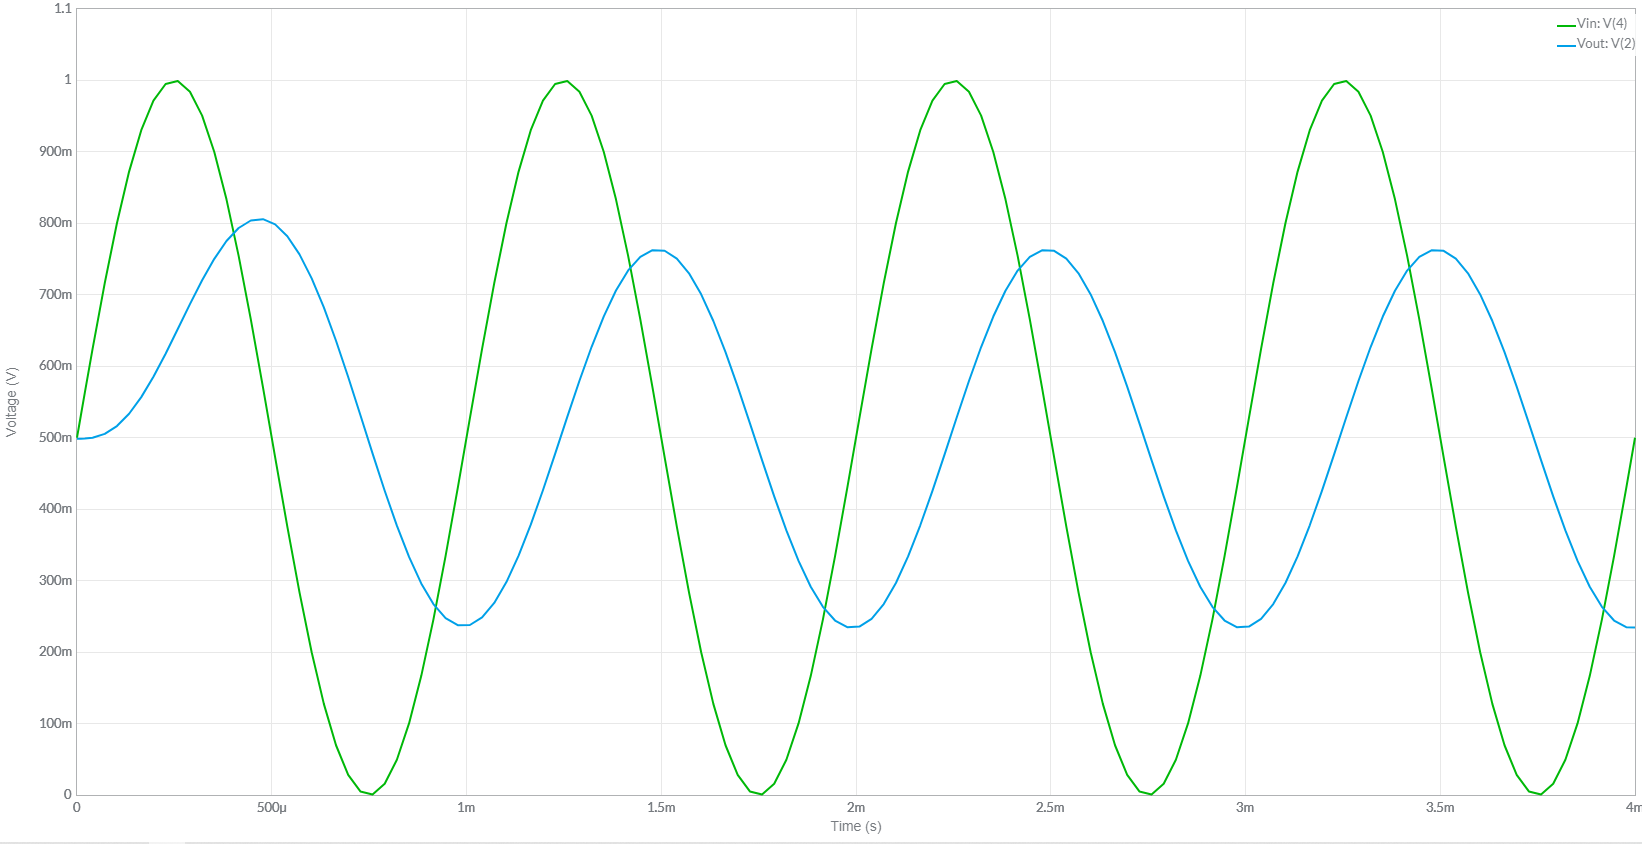 1.1
Vin: V(4)
Vout: V(2)
1
900m
800m
700m
600m
500m
400m
300m
200m
100m
0
Voltage (V)
0 500µ 1m 1.5m 2m 2.5m 3m 3.5m 4m
Time (s)